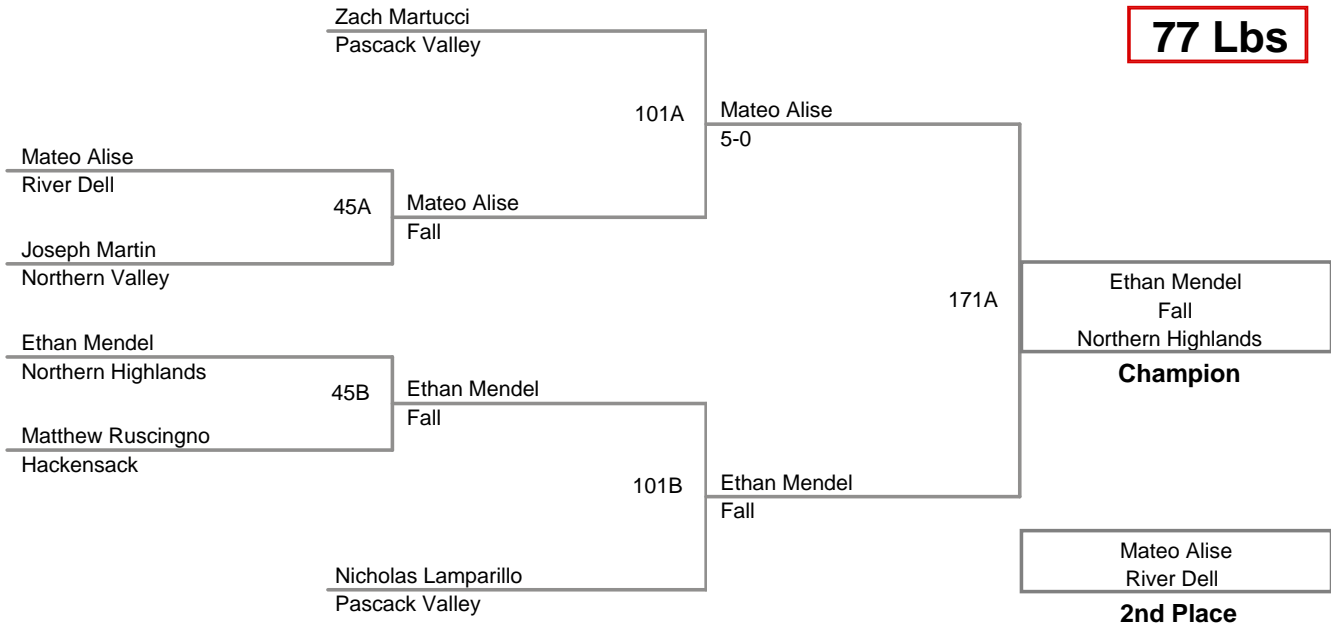 Zach Martucci
Pascack Valley
77 Lbs
101A
Mateo Alise
5-0
Mateo Alise
River Dell
45A
Mateo Alise
Fall
Joseph Martin
Northern Valley
171A
Ethan Mendel
Fall
Northern Highlands
Champion
Ethan Mendel
Northern Highlands
45B
Ethan Mendel
Fall
Matthew Ruscingno
Hackensack
101B
Ethan Mendel
Fall
Nicholas Lamparillo
Pascack Valley
Mateo Alise
River Dell
2nd Place